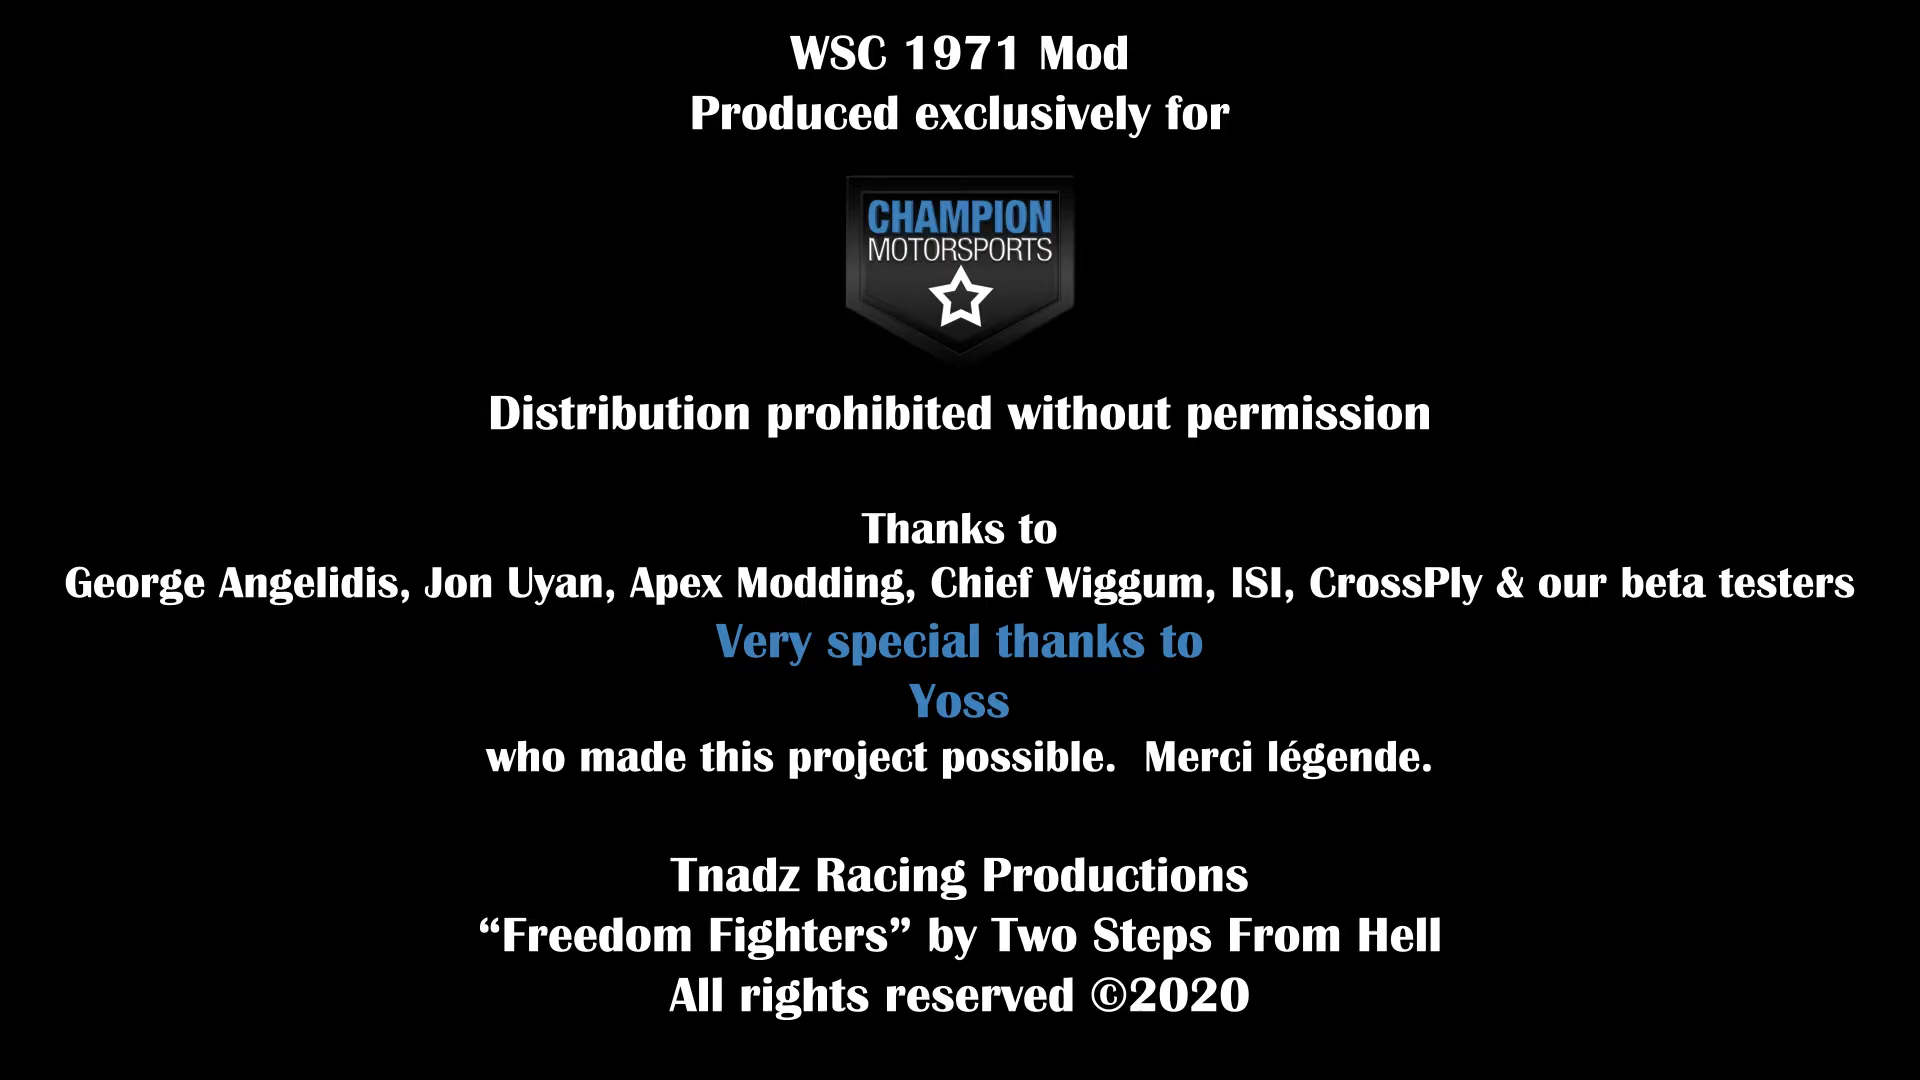 WSC 1971 Mod
Produced exclusively for
CHAMPION
MOTORSPORTS
Distribution prohibited without permission
Thanks to
George Angelidis, Jon Uyan, Apex Modding, Chief Wiggum, ISI, CrossPly & our beta testers
Very special thanks to
Yoss
who made this project possible.  Merci légende.
Tnadz Racing Productions
“Freedom Fighters” by Two Steps From Hell
All rights reserved ©2020